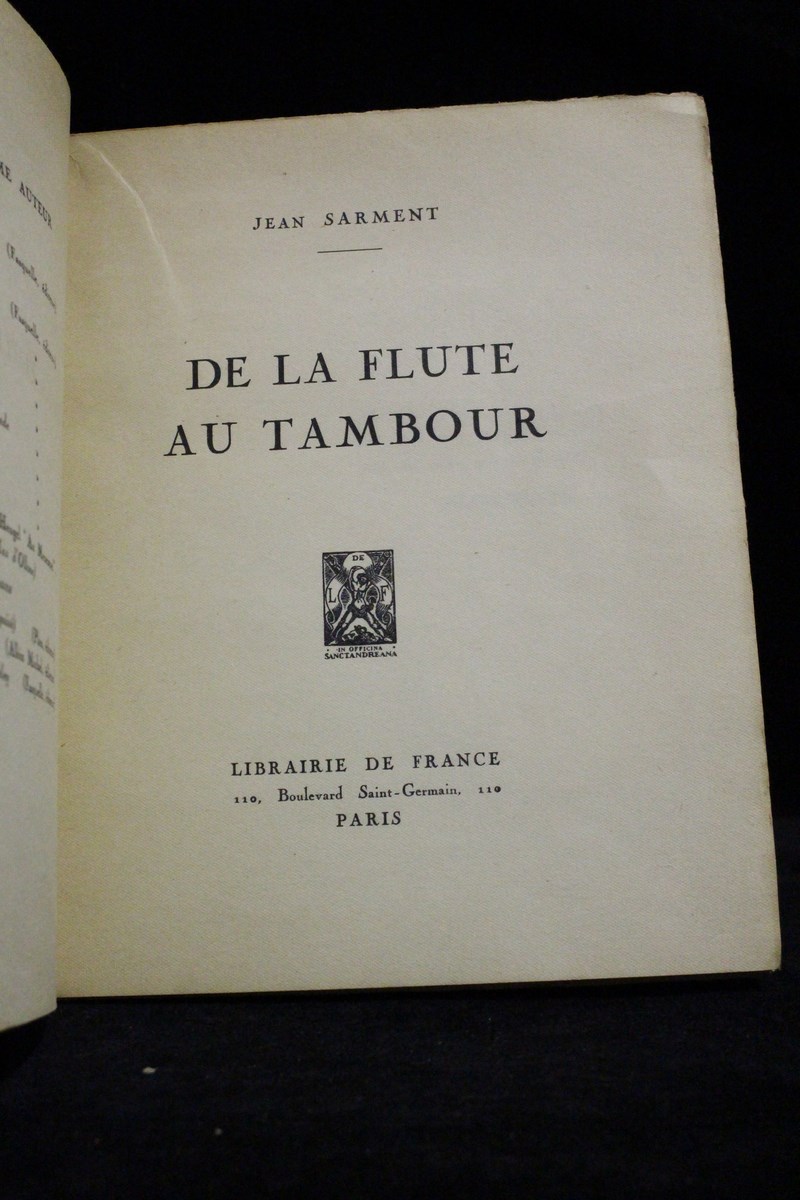 AUTEUR
JEAN SARMENT
DE LA FLUTE
AU TAMBOUR
DE
L F
IN OFFICINA
SANCTANDREANA
LIBRAIRIE DE FRANCE
110, Boulevard Saint-Germain, 110
PARIS